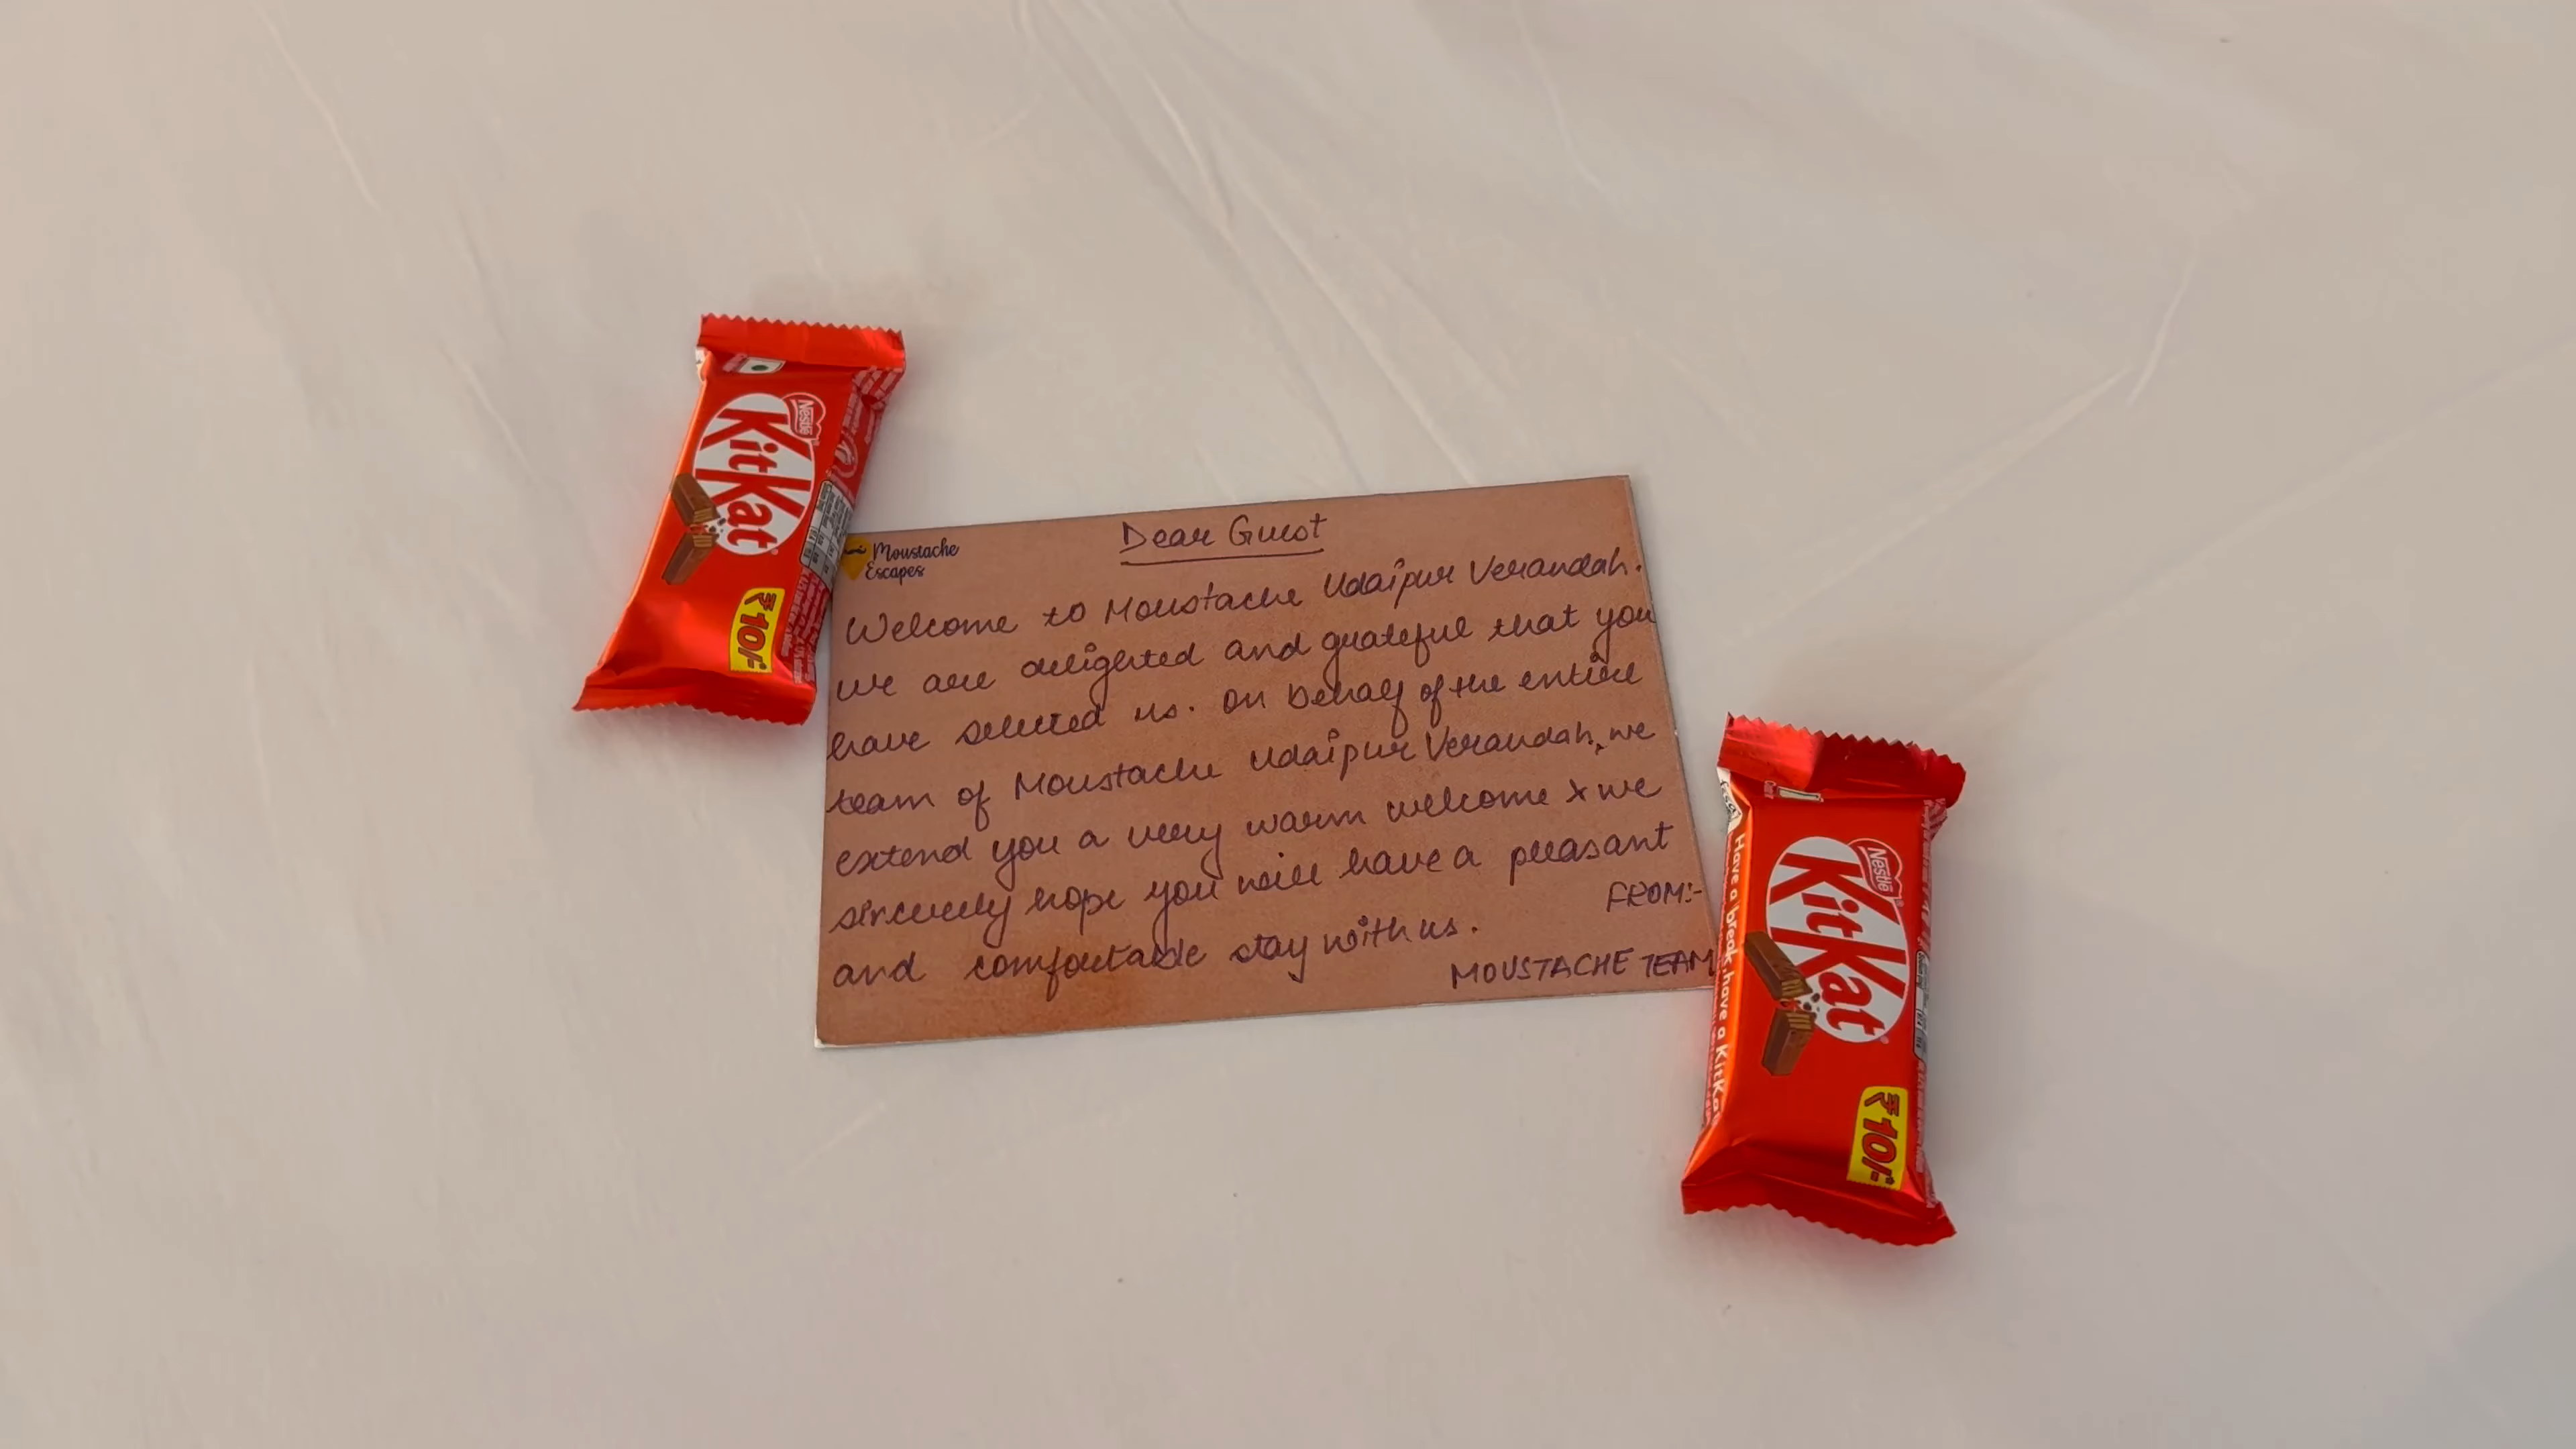 Nestlé
KitKat
₹10/-*
Moustache
Escapes
Dear Guest
Welcome to Moustache Udaipur Verandah.
we are delighted and grateful that you
have selected us. On behalf of the entire
team of Moustache Udaipur Verandah, we
extend you a very warm welcome & we
sincerely hope you will have a pleasant
and comfortable stay with us.
FROM:-
MOUSTACHE TEAM
Have a break, have a KitKat
Nestlé
KitKat
₹10/-*